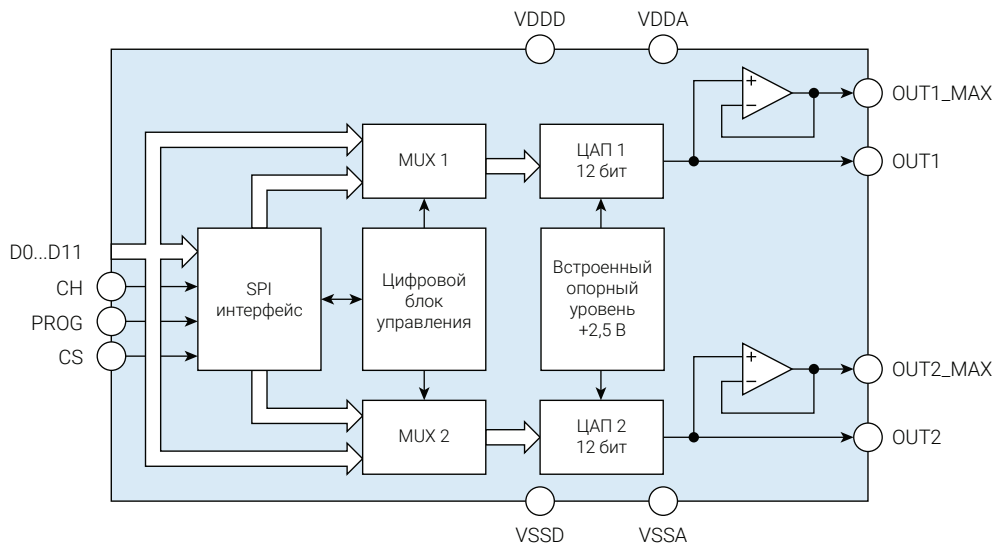 VDDD
VDDA
OUT1_MAX
+
−
MUX 1
ЦАП 1
12 бит
OUT1
D0...D11
CH
PROG
CS
SPI
интерфейс
Цифровой
блок
управления
Встроенный
опорный
уровень
+2,5 В
+
−
OUT2_MAX
MUX 2
ЦАП 2
12 бит
OUT2
VSSD
VSSA